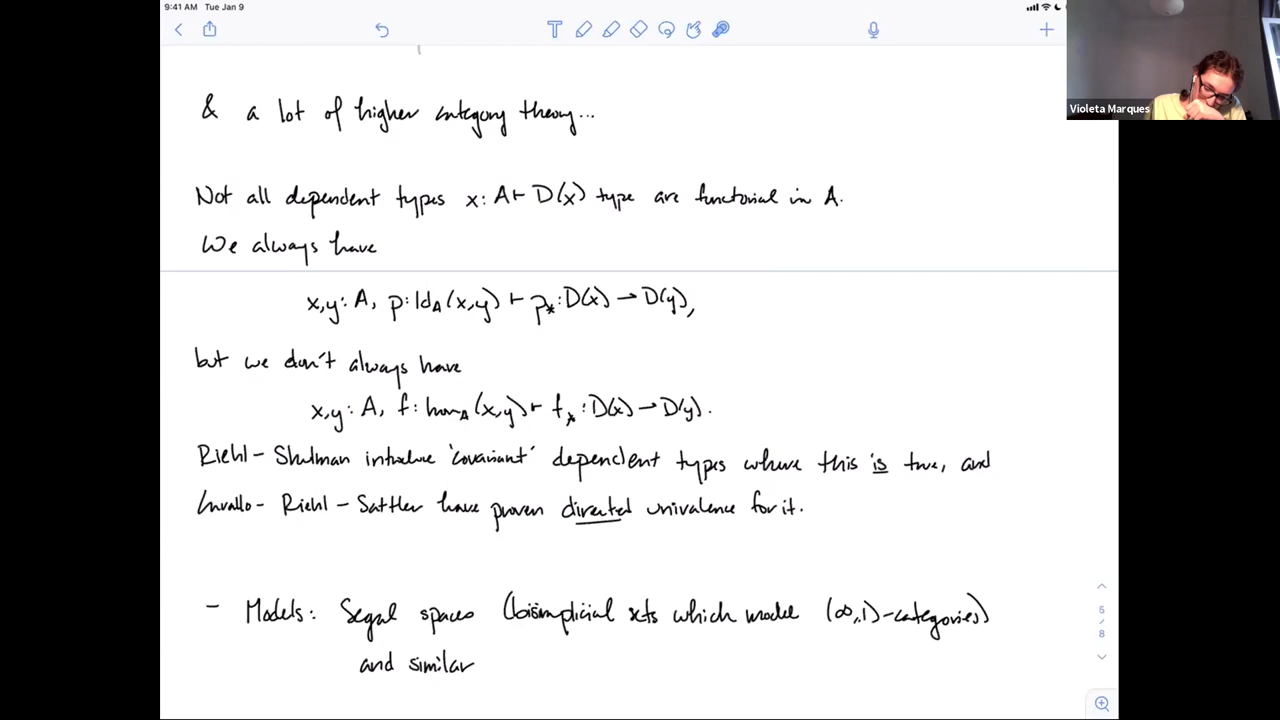 9:41 AM Tue Jan 9
Violeta Marques
& a lot of higher category theory...
Not all dependent types x: A ⊢ D(x) type are functorial in A.
We always have
x,y: A, p: Id_A(x,y) ⊢ p_* : D(x) → D(y),
but we don't always have
x,y: A, f: hom_A(x,y) ⊢ f_* : D(x) → D(y).
Riehl - Shulman introduce 'covariant' dependent types where this is true, and
Riehl - Sattler have proven directed univalence for it.
- Models: Segal spaces (bisimplicial sets which model (∞,1)-categories)
and similar
5
/
8